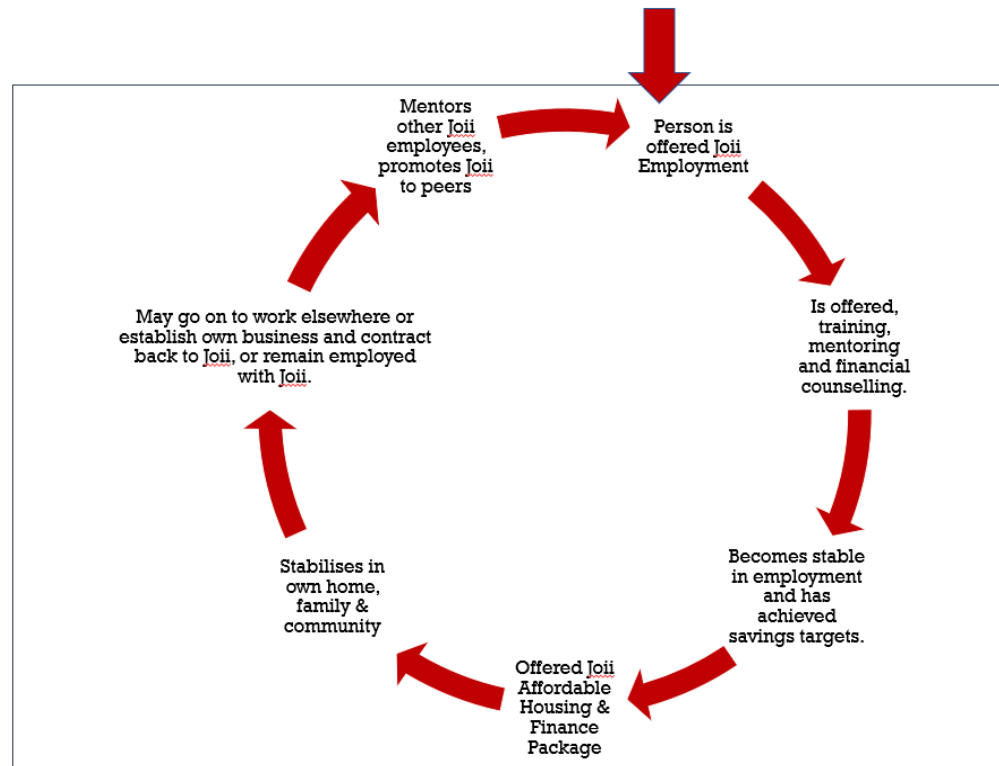 Person is
offered Joii
Employment
Is offered,
training,
mentoring
and financial
counselling.
Becomes stable
in employment
and has
achieved
savings targets.
Offered Joii
Affordable
Housing &
Finance
Package
Stabilises in
own home,
family &
community
May go on to work elsewhere or
establish own business and contract
back to Joii, or remain employed
with Joii.
Mentors
other Joii
employees,
promotes Joii
to peers